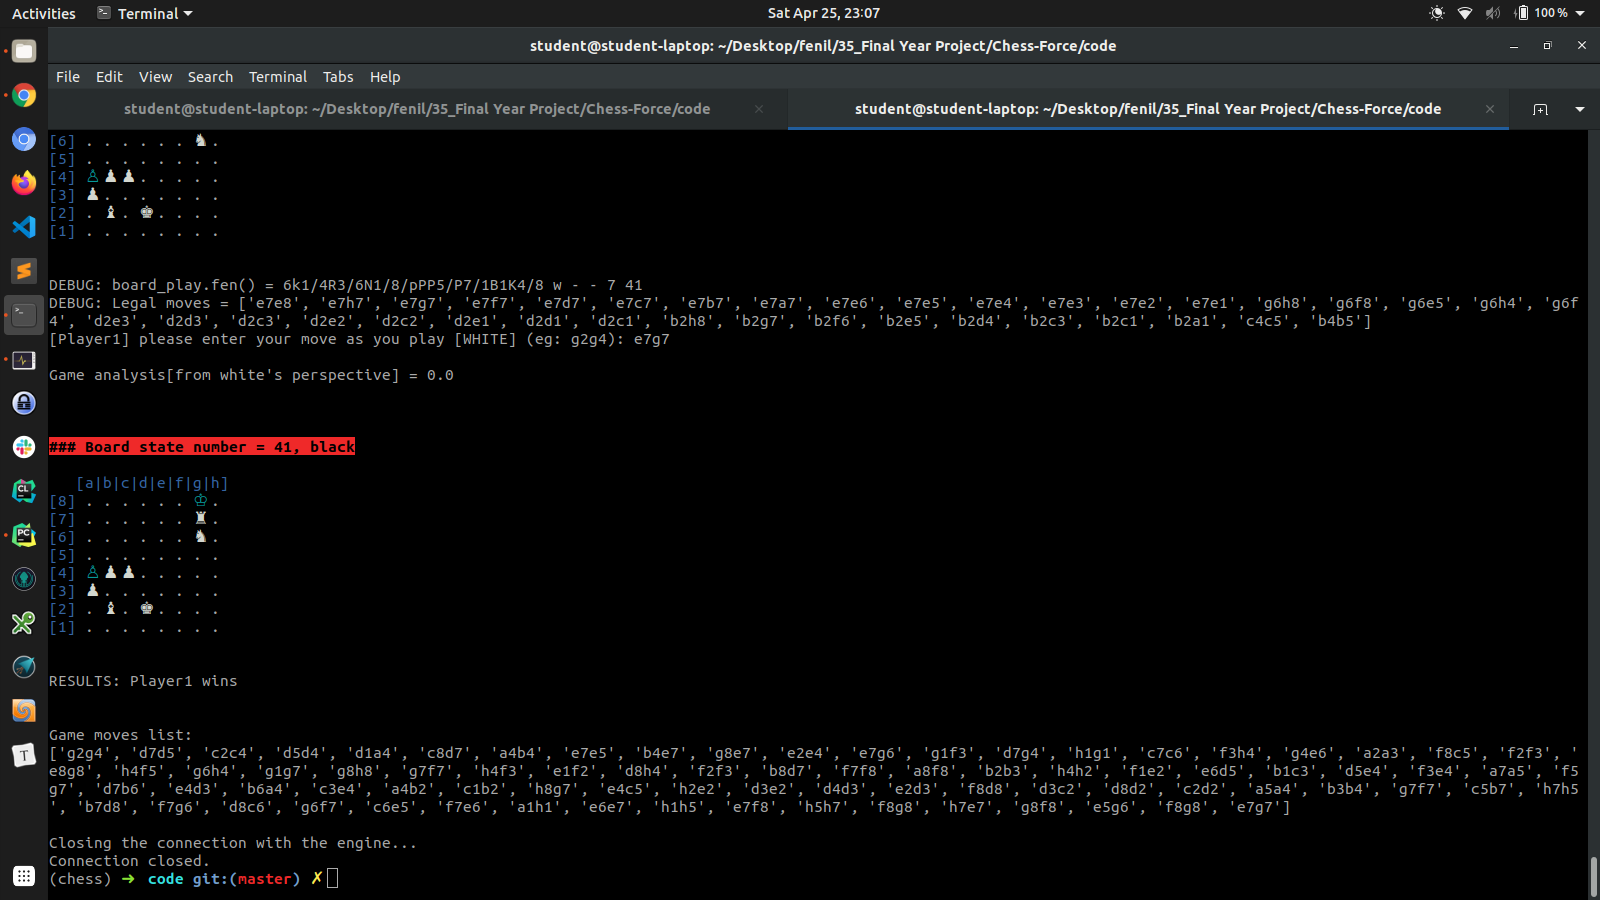 Activities Terminal Sat Apr 25, 23:07 100%
student@student-laptop: ~/Desktop/fenil/35_Final Year Project/Chess-Force/code
File Edit View Search Terminal Tabs Help
student@student-laptop: ~/Desktop/fenil/35_Final Year Project/Chess-Force/code × student@student-laptop: ~/Desktop/fenil/35_Final Year Project/Chess-Force/code ×
[6] . . . . . . ♞ .
[5] . . . . . . . .
[4] ♙ ♟ ♟ . . . . .
[3] ♟ . . . . . . .
[2] . ♝ . ♚ . . . .
[1] . . . . . . . .
DEBUG: board_play.fen() = 6k1/4R3/6N1/8/pPP5/P7/1B1K4/8 w - - 7 41
DEBUG: Legal moves = ['e7e8', 'e7h7', 'e7g7', 'e7f7', 'e7d7', 'e7c7', 'e7b7', 'e7a7', 'e7e6', 'e7e5', 'e7e4', 'e7e3', 'e7e2', 'e7e1', 'g6h8', 'g6f8', 'g6e5', 'g6h4', 'g6f
4', 'd2e3', 'd2d3', 'd2c3', 'd2e2', 'd2c2', 'd2e1', 'd2d1', 'd2c1', 'b2h8', 'b2g7', 'b2f6', 'b2e5', 'b2d4', 'b2c3', 'b2c1', 'b2a1', 'c4c5', 'b4b5']
[Player1] please enter your move as you play [WHITE] (eg: g2g4): e7g7
Game analysis[from white's perspective] = 0.0
### Board state number = 41, black
[a|b|c|d|e|f|g|h]
[8] . . . . . . ♔ .
[7] . . . . . . ♜ .
[6] . . . . . . ♞ .
[5] . . . . . . . .
[4] ♙ ♟ ♟ . . . . .
[3] ♟ . . . . . . .
[2] . ♝ . ♚ . . . .
[1] . . . . . . . .
RESULTS: Player1 wins
Game moves list:
['g2g4', 'd7d5', 'c2c4', 'd5d4', 'd1a4', 'c8d7', 'a4b4', 'e7e5', 'b4e7', 'g8e7', 'e2e4', 'e7g6', 'g1f3', 'd7g4', 'h1g1', 'c7c6', 'f3h4', 'g4e6', 'a2a3', 'f8c5', 'f2f3', '
e8g8', 'h4f5', 'g6h4', 'g1g7', 'g8h8', 'g7f7', 'h4f3', 'e1f2', 'd8h4', 'f2f3', 'b8d7', 'f7f8', 'a8f8', 'b2b3', 'h4h2', 'f1e2', 'e6d5', 'b1c3', 'd5e4', 'f3e4', 'a7a5', 'f5
g7', 'd7b6', 'e4d3', 'b6a4', 'c3e4', 'a4b2', 'c1b2', 'h8g7', 'e4c5', 'h2e2', 'd3e2', 'd4d3', 'e2d3', 'f8d8', 'd3c2', 'd8d2', 'c2d2', 'a5a4', 'b3b4', 'g7f7', 'c5b7', 'h7h5
', 'b7d8', 'f7g6', 'd8c6', 'g6f7', 'c6e5', 'f7e6', 'a1h1', 'e6e7', 'h1h5', 'e7f8', 'h5h7', 'f8g8', 'h7e7', 'g8f8', 'e5g6', 'f8g8', 'e7g7']
Closing the connection with the engine...
Connection closed.
(chess) ➜ code git:(master) ✗